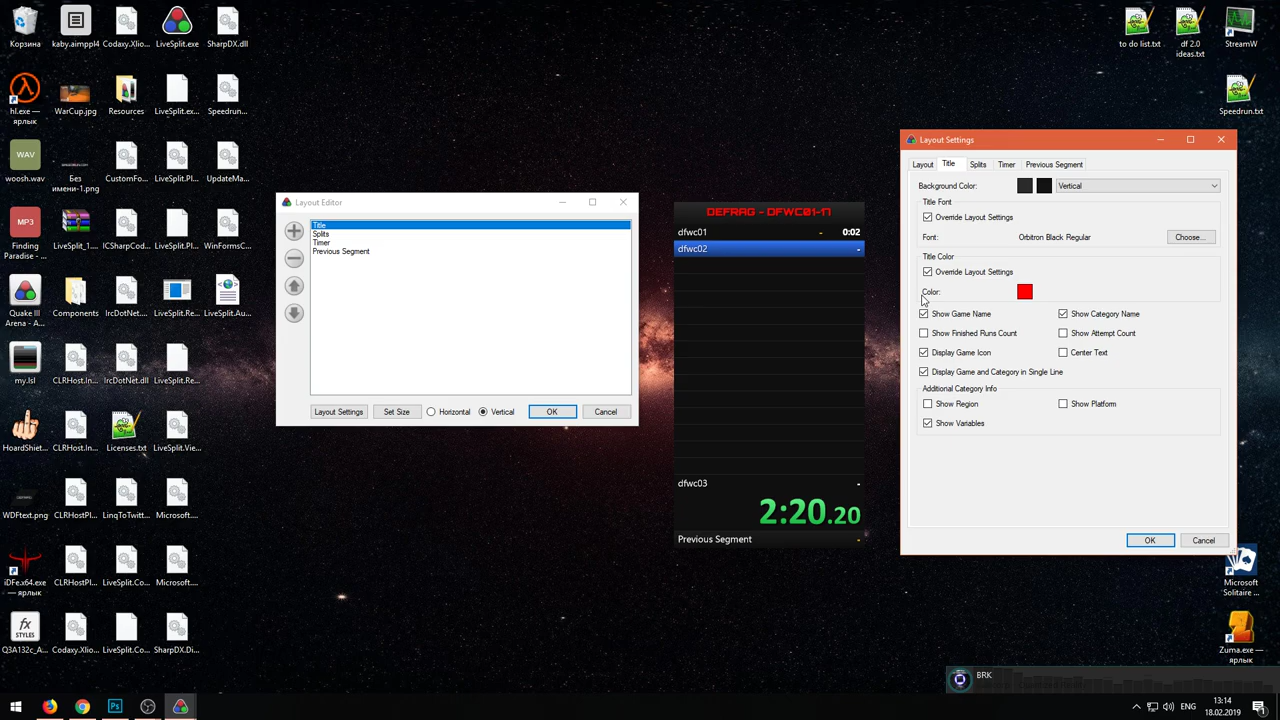 Корзина
kaby.aimppl4
Codaxy.Xlio...
LiveSplit.exe
SharpDX.dll
hl.exe —
ярлык
WarCup.jpg
Resources
LiveSplit.ex...
Speedrun...
WAV
woosh.wav
Без
имени-1.png
CustomFo...
LiveSplit.Pl...
UpdateMa...
MP3
Finding
Paradise - ...
LiveSplit_1....
ICSharpCod...
LiveSplit.Pl...
WinFormsC...
Quake III
Arena - А...
Components
IrcDotNet.dll
LiveSplit.Re...
LiveSplit.Au...
my.lsl
CLRHost.In...
IrcDotNet.dll
LiveSplit.Re...
HoardShiet...
CLRHost.In...
Licenses.txt
LiveSplit.Vie...
WDFtext.png
CLRHostPl...
LinqToTwitt...
Microsoft....
iDFe.x64.exe
— ярлык
CLRHostPl...
LiveSplit.Co...
Microsoft....
fx
STYLES
Q3A132c_A...
Codaxy.Xlio...
LiveSplit.Co...
SharpDX.Di...
to do list.txt
df 2.0
ideas.txt
StreamW
Speedrun.txt
Microsoft
Solitaire ...
Zuma.exe —
ярлык
Layout Editor
Title
Splits
Timer
Previous Segment
Layout Settings
Set Size
Horizontal
Vertical
OK
Cancel
DEFRAG - DFWC01-17
dfwc01 - 0:02
dfwc02 -
dfwc03 -
2:20.20
Previous Segment -
Layout Settings
Layout Title Splits Timer Previous Segment
Background Color: Vertical
Title Font
Override Layout Settings
Font: Orbitron Black Regular Choose...
Title Color
Override Layout Settings
Color:
Show Game Name Show Category Name
Show Finished Runs Count Show Attempt Count
Display Game Icon Center Text
Display Game and Category in Single Line
Additional Category Info
Show Region Show Platform
Show Variables
OK Cancel
BRK
Ps
ENG
13:14
18.02.2019
1